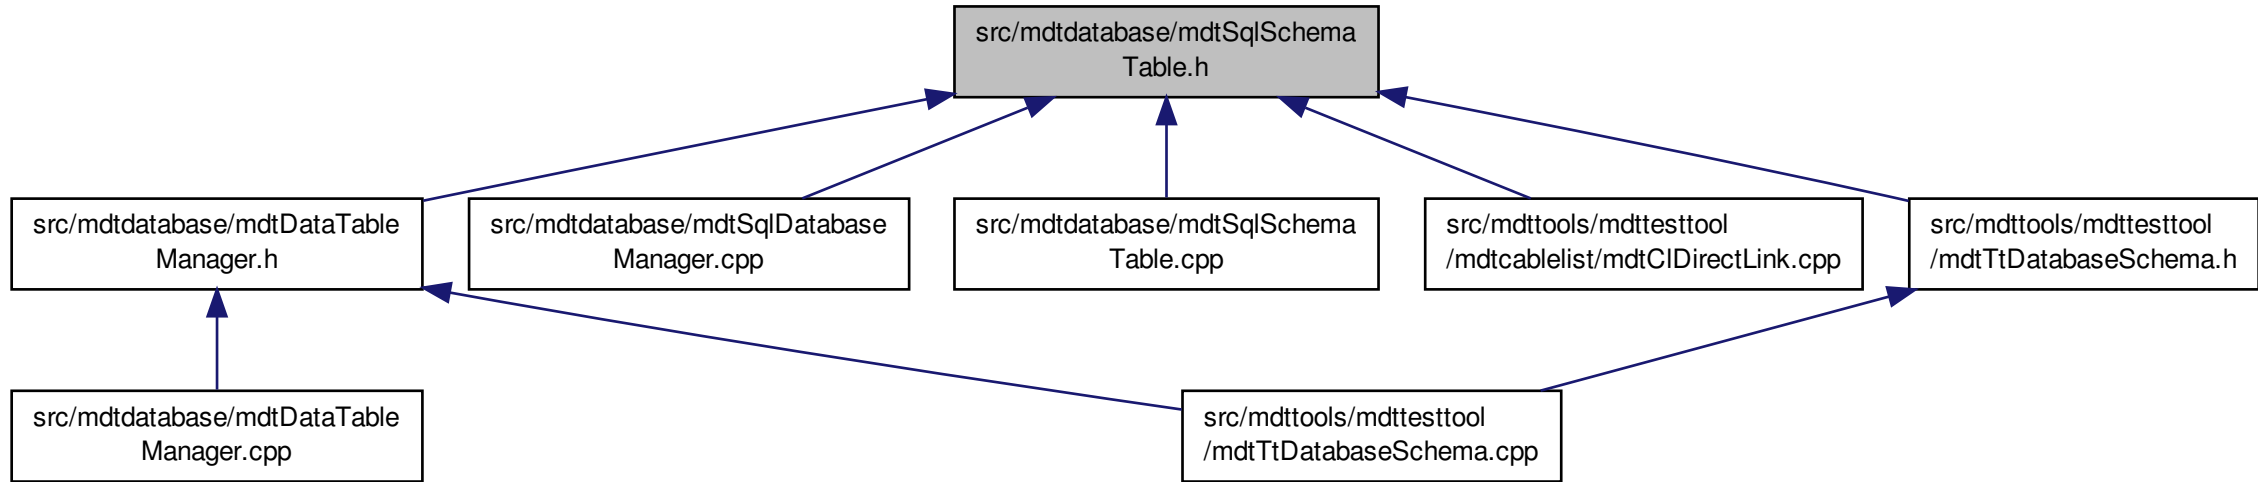 src/mdtdatabase/mdtSqlSchema
Table.h
src/mdtdatabase/mdtDataTable
Manager.h
src/mdtdatabase/mdtSqlDatabase
Manager.cpp
src/mdtdatabase/mdtSqlSchema
Table.cpp
src/mdttools/mdttesttool
/mdtcablelist/mdtClDirectLink.cpp
src/mdttools/mdttesttool
/mdtTtDatabaseSchema.h
src/mdtdatabase/mdtDataTable
Manager.cpp
src/mdttools/mdttesttool
/mdtTtDatabaseSchema.cpp